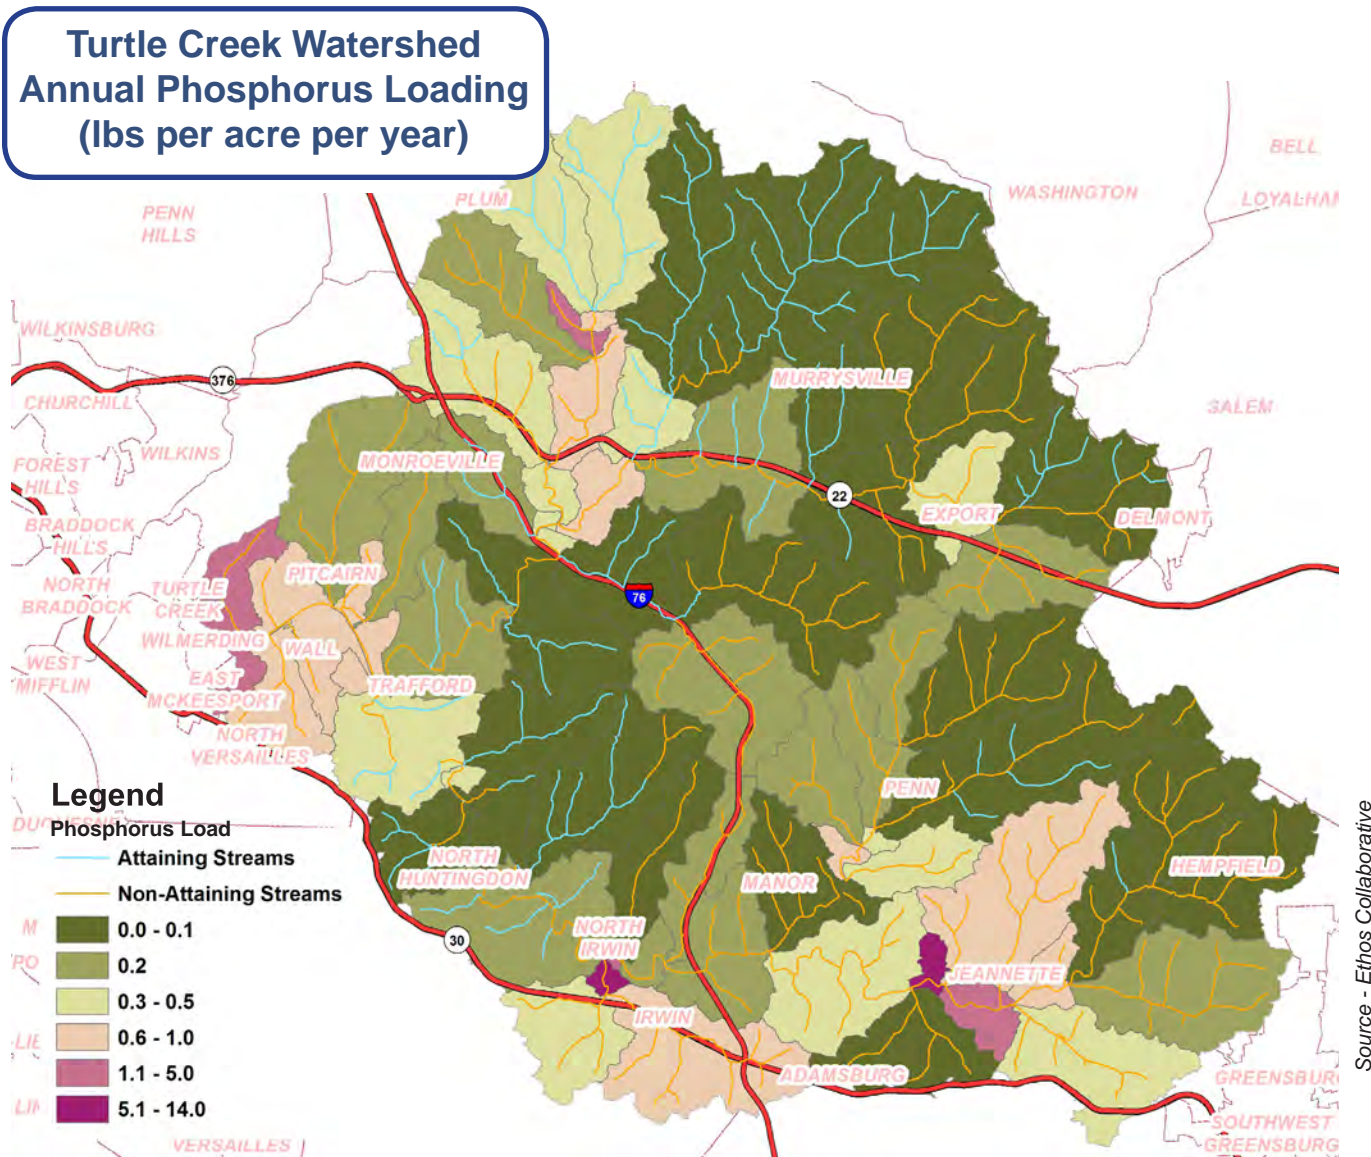 Turtle Creek Watershed
Annual Phosphorus Loading
(lbs per acre per year)
BELL
WASHINGTON
PLUM
PENN
HILLS
WILKINSBURG
376
MURRYSVILLE
CHURCHILL
SALEM
WILKINS
MONROEVILLE
FOREST
HILLS
22
EXPORT
DELMONT
BRADDOCK
HILLS
PITCAIRN
NORTH
BRADDOCK
TURTLE
CREEK
76
WILMERDING
WALL
WEST
MIFFLIN
EAST
MCKEESPORT
TRAFFORD
NORTH
VERSAILLES
PENN
Legend
Phosphorus Load
Attaining Streams
Non-Attaining Streams
0.0 - 0.1
0.2
0.3 - 0.5
0.6 - 1.0
1.1 - 5.0
5.1 - 14.0
NORTH
HUNTINGDON
MANOR
HEMPFIELD
NORTH
IRWIN
30
JEANNETTE
IRWIN
ADAMSBURG
SOUTHWEST
GREENSBURG
VERSAILLES
Source - Ethos Collaborative